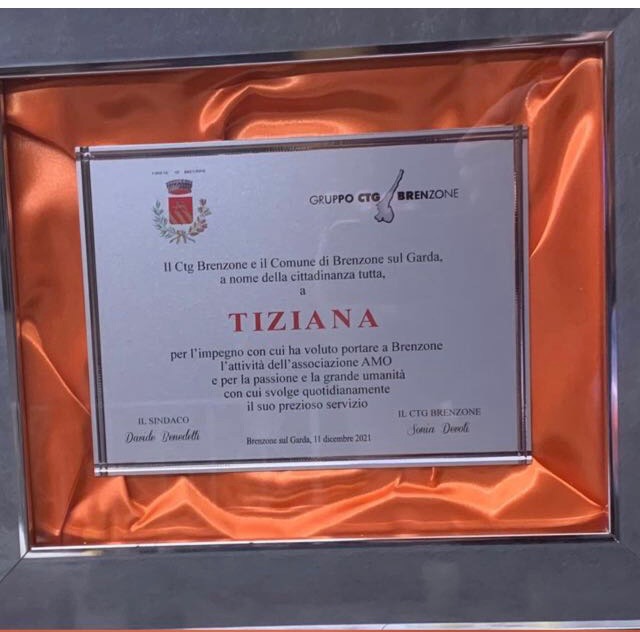 GRUPPO CTG BRENZONE
Il Ctg Brenzone e il Comune di Brenzone sul Garda,
a nome della cittadinanza tutta,
a
TIZIANA
per l'impegno con cui ha voluto portare a Brenzone
l'attività dell'associazione AMO
e per la passione e la grande umanità
con cui svolge quotidianamente
il suo prezioso servizio
IL SINDACO
Davide Benedetti
Brenzone sul Garda, 11 dicembre 2021
IL CTG BRENZONE
Sonia Devoti